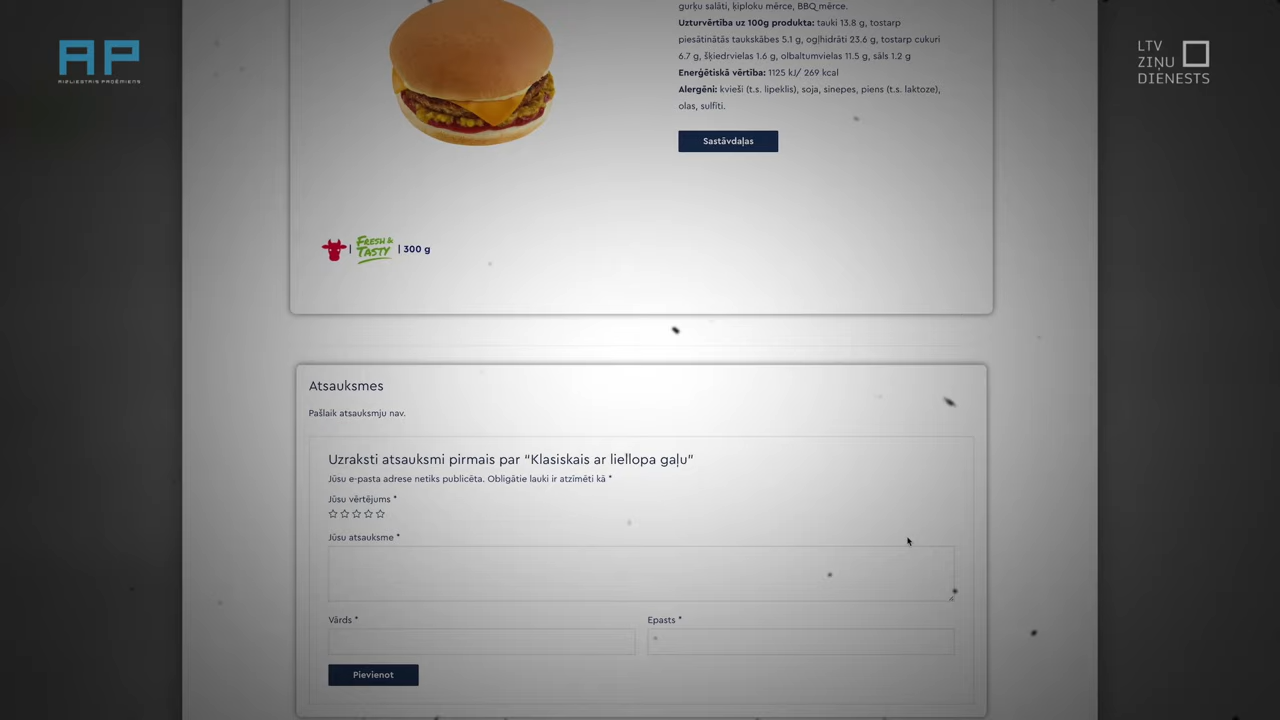 AP
AIZLIEGTAIS PAŅĒMIENS
LTV
ZIŅU
DIENESTS
gurķu salāti, ķiploku mērce, BBQ mērce.
Uzturvērtība uz 100g produkta: tauki 13.8 g, tostarp
piesātinātās taukskābes 5.1 g, ogļhidrāti 23.6 g, tostarp cukuri
6.7 g, šķiedrvielas 1.6 g, olbaltumvielas 11.5 g, sāls 1.2 g
Enerģētiskā vērtība: 1125 kJ/ 269 kcal
Alergēni: kvieši (t.s. lipeklis), soja, sinepes, piens (t.s. laktoze),
olas, sulfīti.
Sastāvdaļas
| FRESH & TASTY | 300 g
Atsauksmes
Pašlaik atsauksmju nav.
Uzraksti atsauksmi pirmais par “Klasiskais ar liellopa gaļu”
Jūsu e-pasta adrese netiks publicēta. Obligātie lauki ir atzīmēti kā *
Jūsu vērtējums *
Jūsu atsauksme *
Vārds *
Epasts *
Pievienot